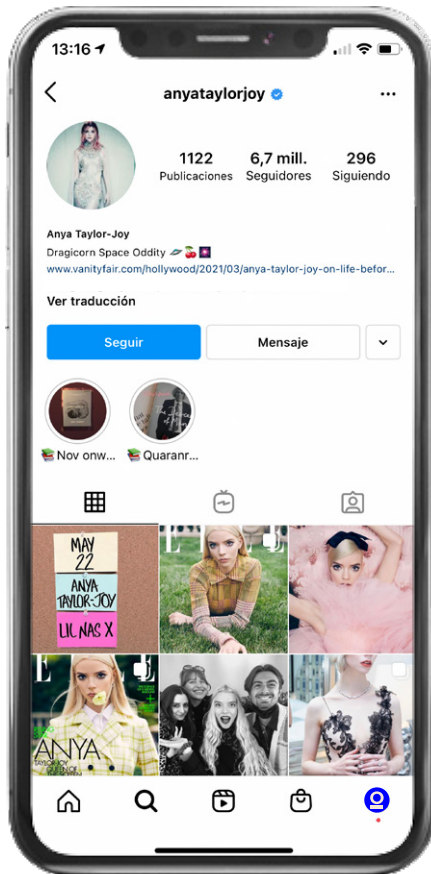 13:16
anyataylorjoy
1122 6,7 mill. 296
Publicaciones Seguidores Siguiendo
Anya Taylor-Joy
Dragicorn Space Oddity
www.vanityfair.com/hollywood/2021/03/anya-taylor-joy-on-life-befor...
Ver traducción
Seguir Mensaje
Nov onw... Quaranr...
MAY
22
ANYA
TAYLOR-JOY
LIL NAS X
ANYA
TAYLOR-JOY